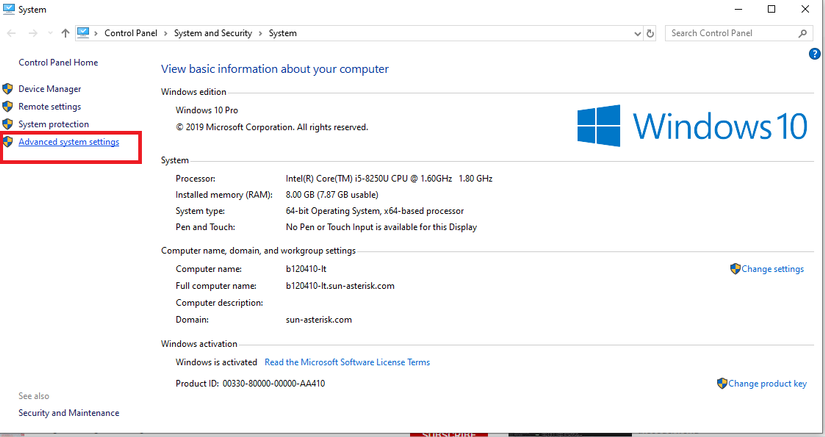 System
Control Panel > System and Security > System
Search Control Panel
?
Control Panel Home
Device Manager
Remote settings
System protection
Advanced system settings
View basic information about your computer
Windows edition
Windows 10 Pro
© 2019 Microsoft Corporation. All rights reserved.
Windows 10
System
Processor: Intel(R) Core(TM) i5-8250U CPU @ 1.60GHz 1.80 GHz
Installed memory (RAM): 8.00 GB (7.87 GB usable)
System type: 64-bit Operating System, x64-based processor
Pen and Touch: No Pen or Touch Input is available for this Display
Computer name, domain, and workgroup settings
Computer name: b120410-lt
Change settings
Full computer name: b120410-lt.sun-asterisk.com
Computer description:
Domain: sun-asterisk.com
Windows activation
Windows is activated Read the Microsoft Software License Terms
Product ID: 00330-80000-00000-AA410
Change product key
See also
Security and Maintenance
SUBSCRIBE